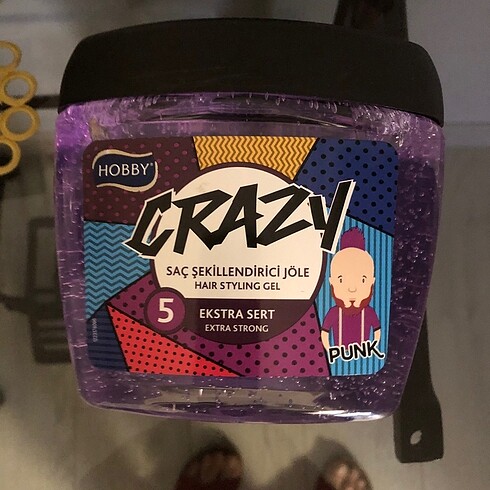 HOBBY®
CRAZY
SAÇ ŞEKİLLENDİRİCİ JÖLE
HAIR STYLING GEL
5
EKSTRA SERT
EXTRA STRONG
PUNK